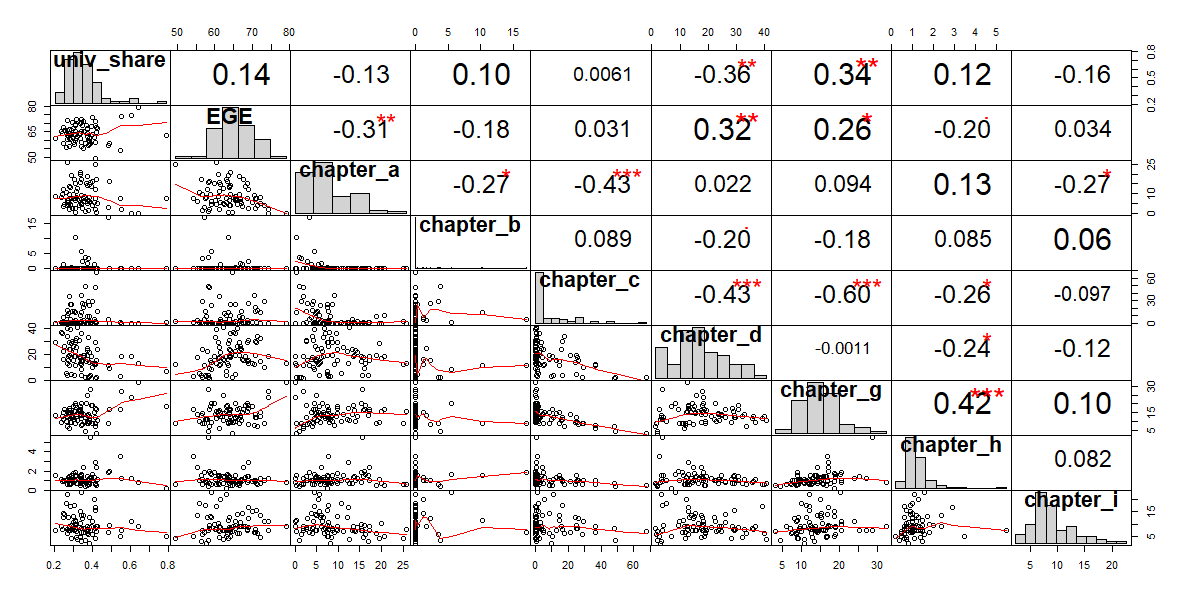 50 60 70 80 0 5 10 15 0 10 20 30 40 0 1 2 3 4 5
univ_share 0.14 -0.13 0.10 0.0061 -0.36** 0.34** 0.12 -0.16 0.2 0.5 0.8
50 65 80 EGE -0.31** -0.18 0.031 0.32** 0.26* -0.20. 0.034
chapter_a -0.27* -0.43*** 0.022 0.094 0.13 -0.27* 0 10 25
0 5 15 chapter_b 0.089 -0.20. -0.18 0.085 0.06
chapter_c -0.43*** -0.60*** -0.26* -0.097 0 30 60
0 20 40 chapter_d -0.0011 -0.24* -0.12
chapter_g 0.42*** 0.10 5 15 30
0 2 4 chapter_h 0.082
chapter_i 5 15
0.2 0.4 0.6 0.8 0 5 10 15 20 25 0 20 40 60 5 10 20 30 5 10 15 20